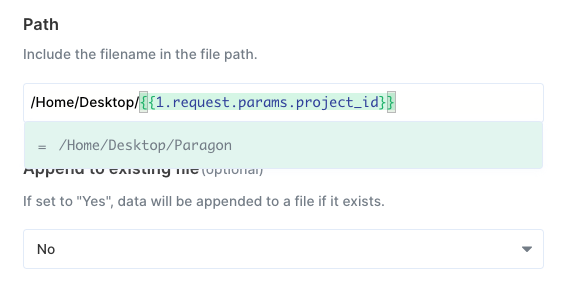 Path
Include the filename in the file path.
/Home/Desktop/{{1.request.params.project_id}}
= /Home/Desktop/Paragon
Append to existing file (optional)
If set to "Yes", data will be appended to a file if it exists.
No